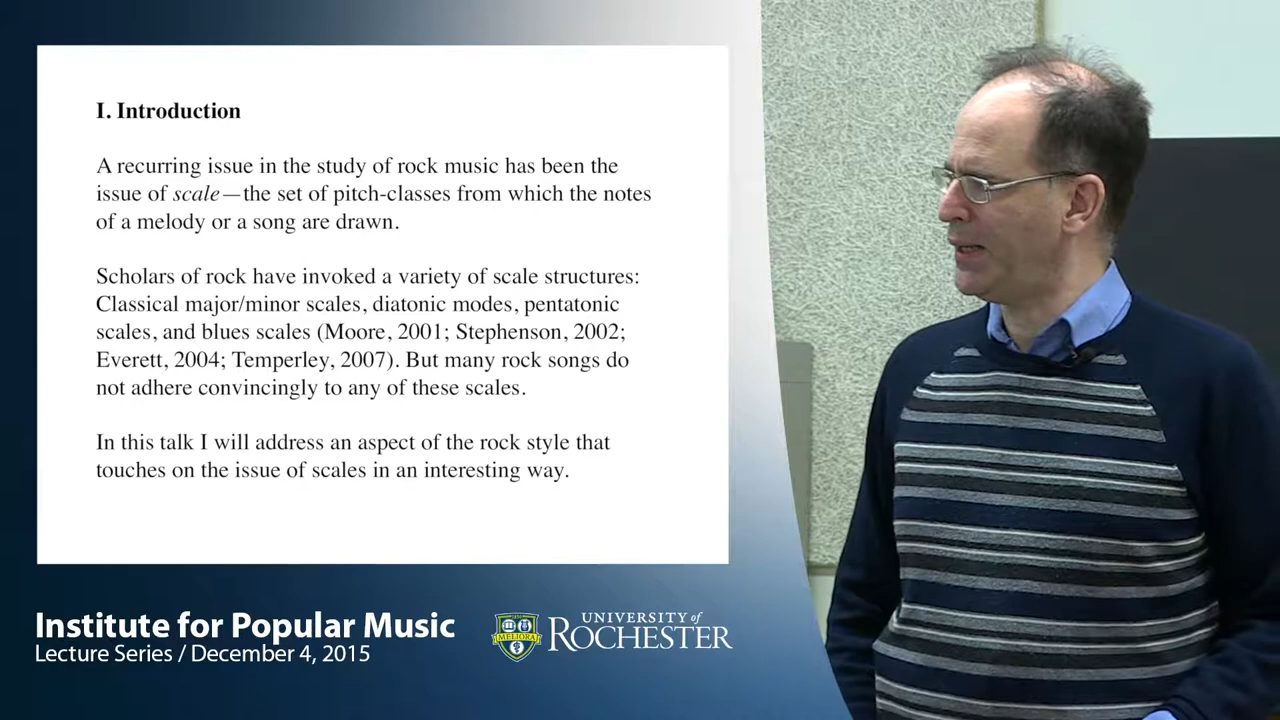 I. Introduction
A recurring issue in the study of rock music has been the
issue of scale—the set of pitch-classes from which the notes
of a melody or a song are drawn.
Scholars of rock have invoked a variety of scale structures:
Classical major/minor scales, diatonic modes, pentatonic
scales, and blues scales (Moore, 2001; Stephenson, 2002;
Everett, 2004; Temperley, 2007). But many rock songs do
not adhere convincingly to any of these scales.
In this talk I will address an aspect of the rock style that
touches on the issue of scales in an interesting way.
Institute for Popular Music
Lecture Series / December 4, 2015
MELIORA
UNIVERSITY of
ROCHESTER